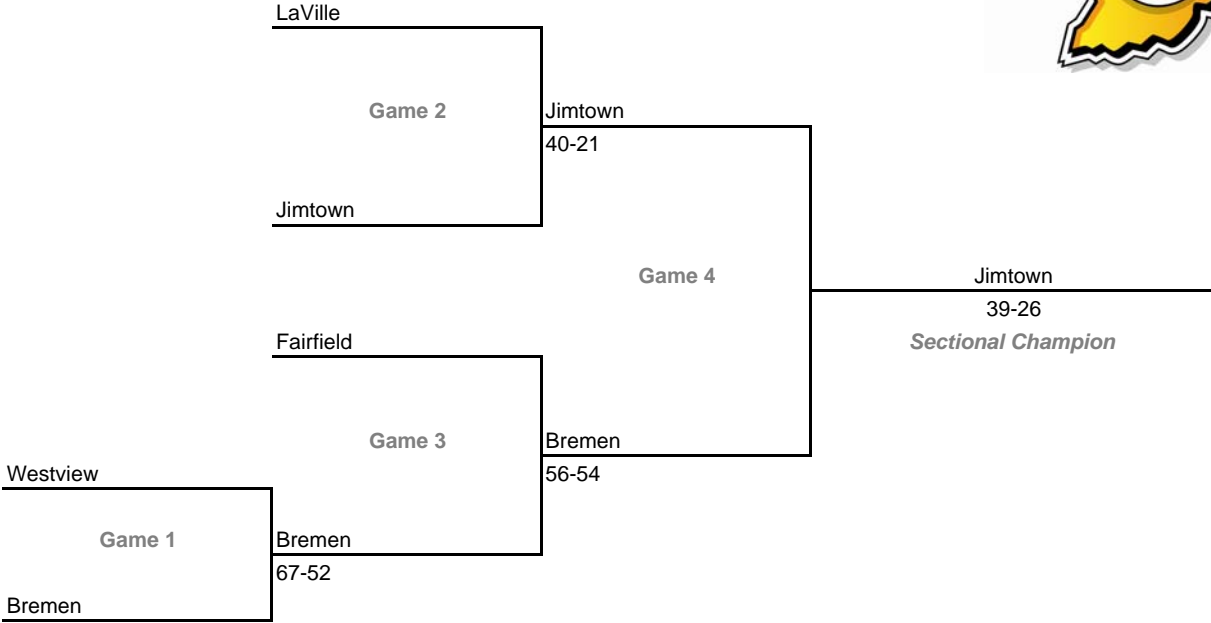 LaVille
Game 2
Jimtown
40-21
Jimtown
Game 4
Jimtown
39-26
Sectional Champion
Fairfield
Game 3
Bremen
56-54
Westview
Game 1
Bremen
67-52
Bremen